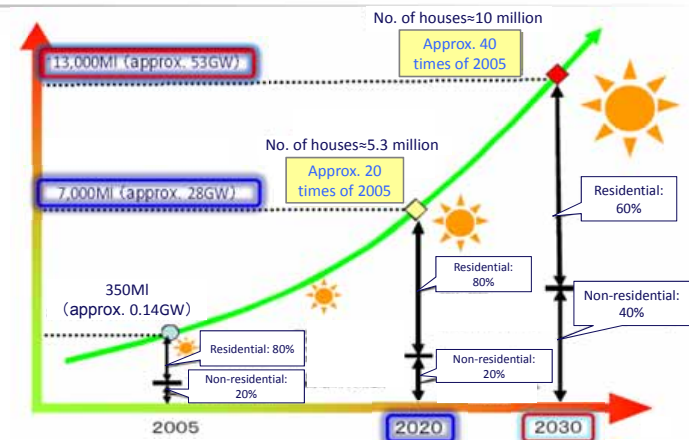 No. of houses≈10 million
13,000Ml (approx. 53GW)
Approx. 40
times of 2005
No. of houses≈5.3 million
7,000Ml (approx. 28GW)
Approx. 20
times of 2005
Residential:
60%
350Ml
(approx. 0.14GW)
Residential:
80%
Non-residential:
40%
Residential: 80%
Non-residential:
20%
Non-residential:
20%
2005
2020
2030